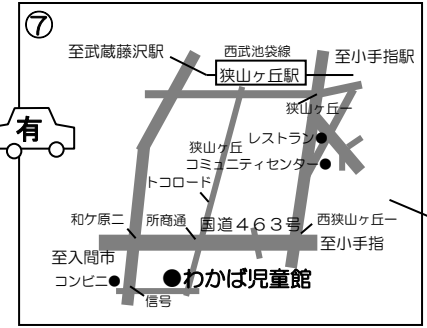 ⑦
西武池袋線
至武蔵藤沢駅
至小手指駅
狭山ヶ丘駅
狭山ヶ丘一
有
レストラン●
狭山ヶ丘
コミュニティセンター●
トコロード
和ケ原二
所商通
国道463号
西狭山ヶ丘一
至小手指
至入間市
コンビニ●
●わかば児童館
信号